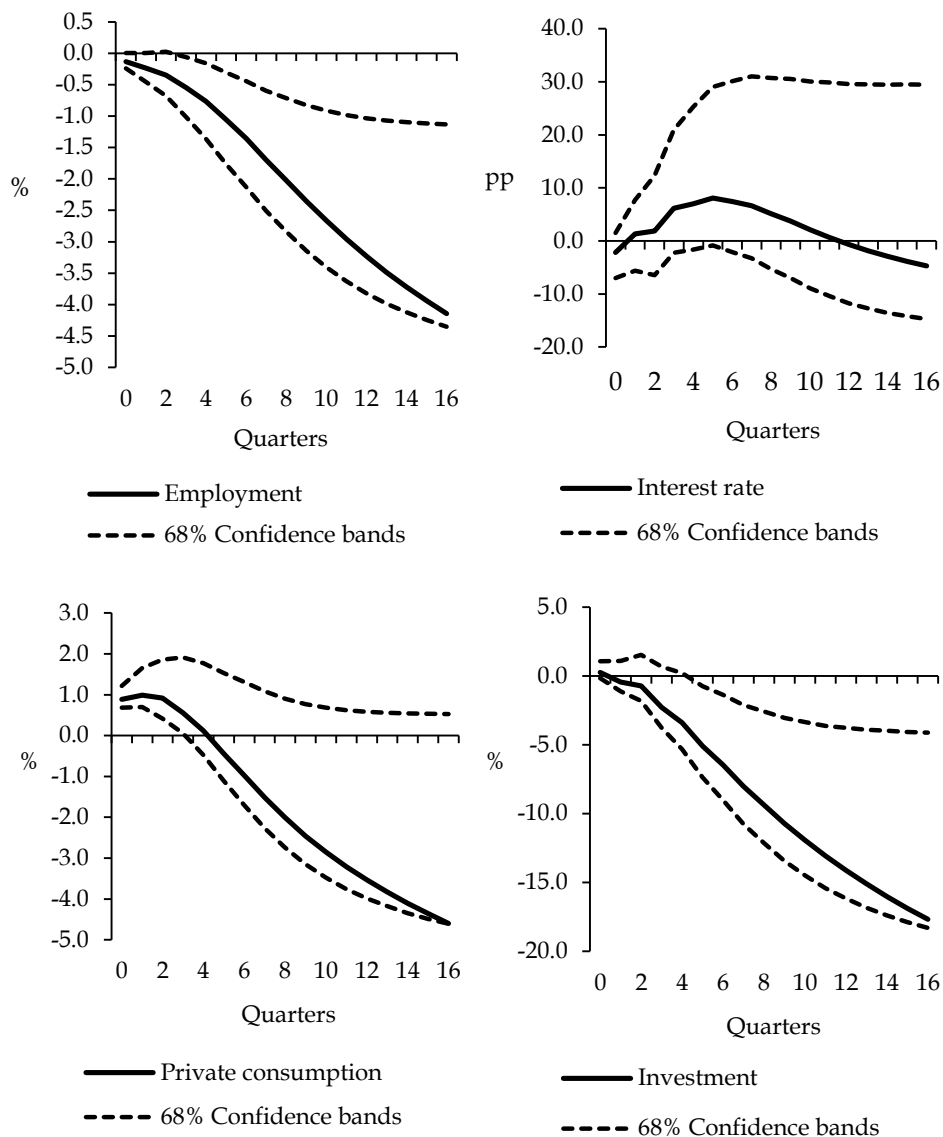 0.5
0.0
-0.5
-1.0
-1.5
-2.0
-2.5
-3.0
-3.5
-4.0
-4.5
-5.0
%
0 2 4 6 8 10 12 14 16
Quarters
Employment
68% Confidence bands
40.0
30.0
20.0
10.0
0.0
-10.0
-20.0
pp
0 2 4 6 8 10 12 14 16
Quarters
Interest rate
68% Confidence bands
3.0
2.0
1.0
0.0
-1.0
-2.0
-3.0
-4.0
-5.0
%
0 2 4 6 8 10 12 14 16
Quarters
Private consumption
68% Confidence bands
5.0
0.0
-5.0
-10.0
-15.0
-20.0
%
0 2 4 6 8 10 12 14 16
Quarters
Investment
68% Confidence bands